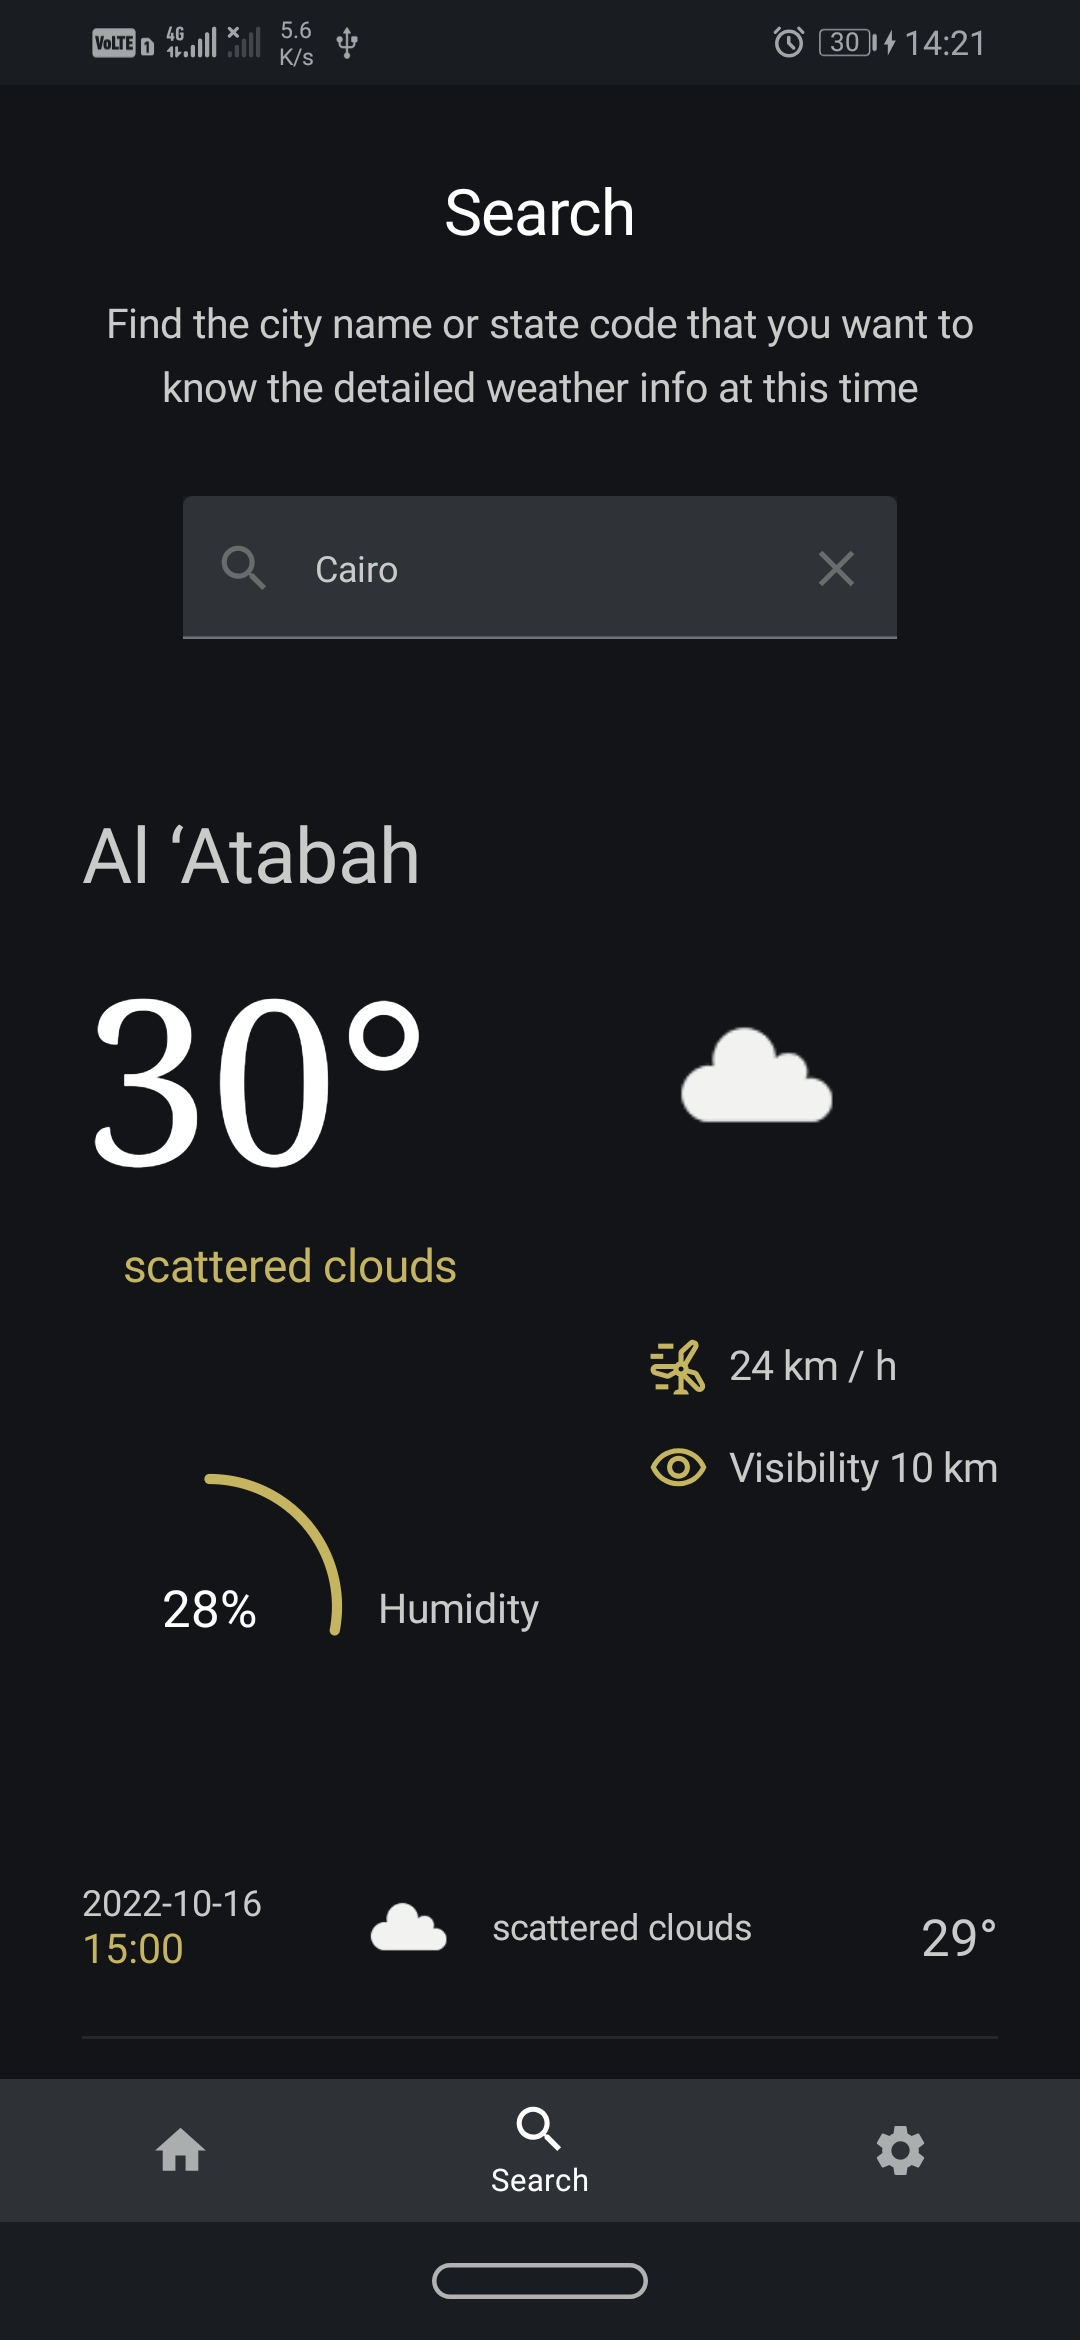 VoLTE 1 4G 5.6 K/s 30 14:21
Search
Find the city name or state code that you want to
know the detailed weather info at this time
Cairo
Al ‘Atabah
30°
scattered clouds
24 km / h
Visibility 10 km
28% Humidity
2022-10-16
15:00
scattered clouds
29°
Search